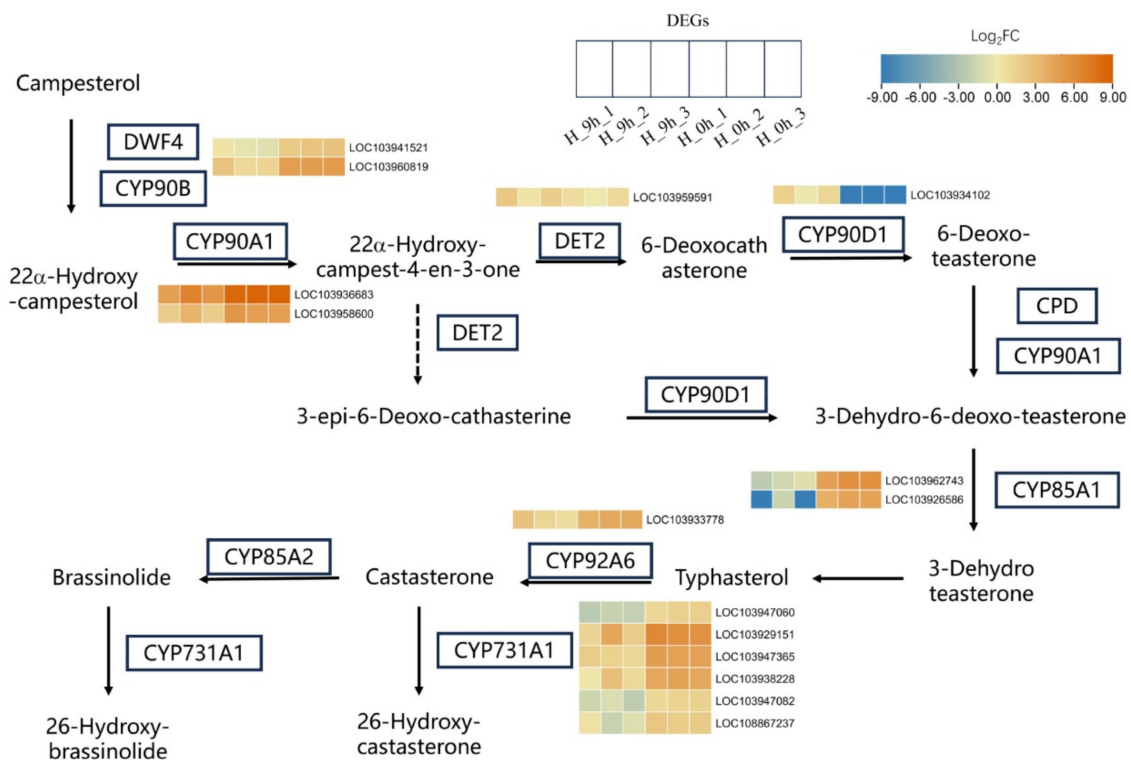 DEGs
Log₂FC
-9.00 -6.00 -3.00 0.00 3.00 6.00 9.00
H_9h_1
H_9h_2
H_9h_3
H_0h_1
H_0h_2
H_0h_3
Campesterol
DWF4
CYP90B
LOC103941521
LOC103960819
22α-Hydroxy
-campesterol
CYP90A1
LOC103936683
LOC103958600
22α-Hydroxy-
campest-4-en-3-one
LOC103959591
DET2
6-Deoxocath
asterone
LOC103934102
CYP90D1
6-Deoxo-
teasterone
DET2
CPD
CYP90A1
3-epi-6-Deoxo-cathasterine
CYP90D1
3-Dehydro-6-deoxo-teasterone
LOC103962743
LOC103926586
CYP85A1
3-Dehydro
teasterone
Typhasterol
LOC103933778
CYP92A6
Castasterone
CYP85A2
Brassinolide
CYP731A1
26-Hydroxy-
brassinolide
CYP731A1
26-Hydroxy-
castasterone
LOC103947060
LOC103929151
LOC103947365
LOC103938228
LOC103947082
LOC108867237